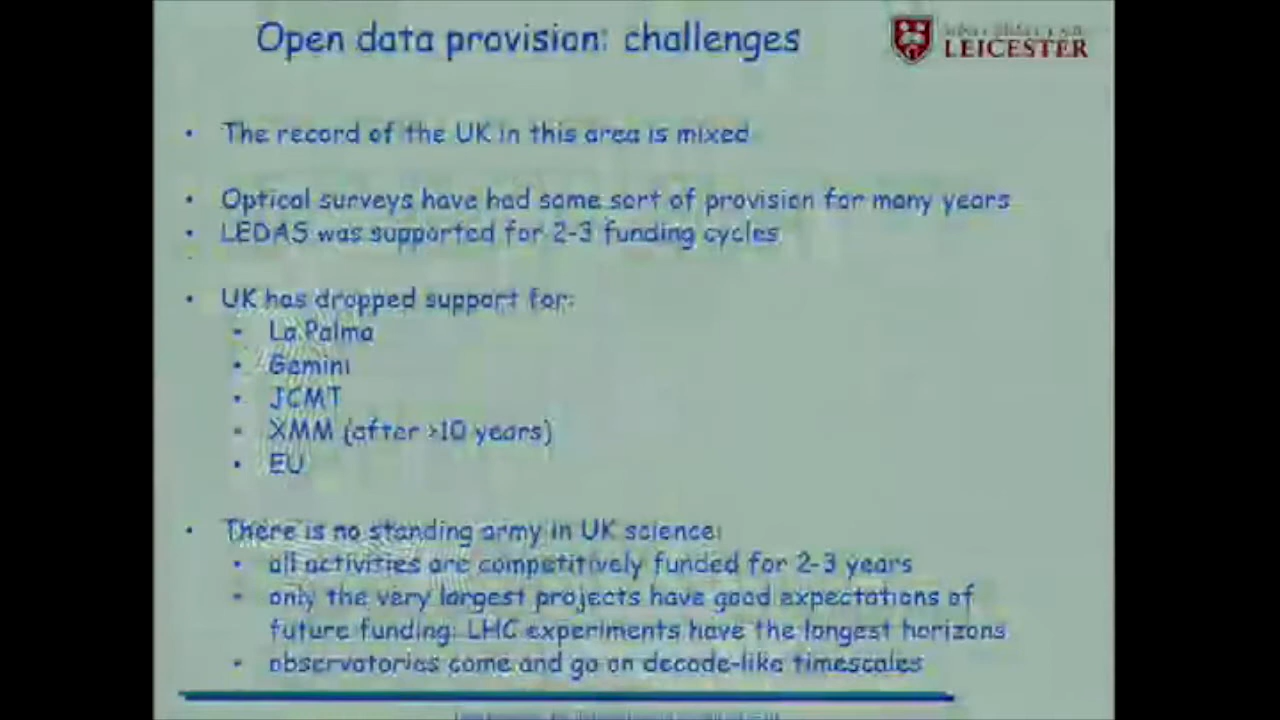 Open data provision: challenges
LEICESTER
• The record of the UK in this area is mixed
• Optical surveys have had some sort of provision for many years
• LEDAS was supported for 2-3 funding cycles
• UK has dropped support for:
• La Palma
• Gemini
• JCMT
• XMM (after >10 years)
• EU
• There is no standing army in UK science:
• all activities are competitively funded for 2-3 years
• only the very largest projects have good expectations of
future funding: LHC experiments have the longest horizons
• observatories come and go on decade-like timescales